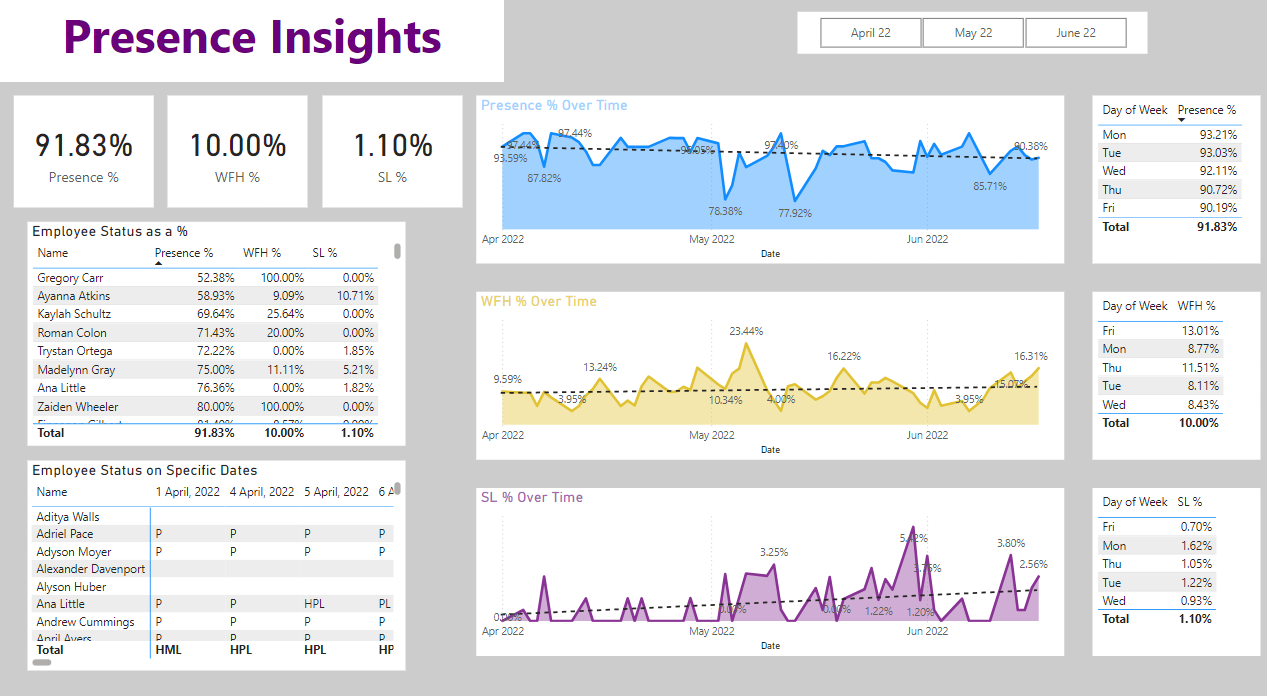 Presence Insights
April 22 May 22 June 22
91.83%
Presence %
10.00%
WFH %
1.10%
SL %
Employee Status as a %
Name Presence % WFH % SL %
Gregory Carr 52.38% 100.00% 0.00%
Ayanna Atkins 58.93% 9.09% 10.71%
Kaylah Schultz 69.64% 25.64% 0.00%
Roman Colon 71.43% 20.00% 0.00%
Trystan Ortega 72.22% 0.00% 1.85%
Madelynn Gray 75.00% 11.11% 5.21%
Ana Little 76.36% 0.00% 1.82%
Zaiden Wheeler 80.00% 100.00% 0.00%
Total 91.83% 10.00% 1.10%
Employee Status on Specific Dates
Name 1 April, 2022 4 April, 2022 5 April, 2022 6 A
Aditya Walls
Adriel Pace P P P P
Adyson Moyer P P P P
Alexander Davenport
Alyson Huber
Ana Little P P HPL PL
Andrew Cummings P P P P
April Ayers P P P P
Total HML HPL HPL HP
Presence % Over Time
97.44%
97.44%
93.59%
87.82%
95.05%
78.38%
97.40%
77.92%
85.71%
90.38%
Apr 2022 May 2022 Jun 2022
Date
WFH % Over Time
9.59%
3.95%
13.24%
10.34%
23.44%
4.00%
16.22%
3.95%
15.07%
16.31%
Apr 2022 May 2022 Jun 2022
Date
SL % Over Time
0.00%
3.25%
0.00%
0.00%
1.22%
5.42%
1.20%
3.75%
3.80%
2.56%
Apr 2022 May 2022 Jun 2022
Date
Day of Week Presence %
Mon 93.21%
Tue 93.03%
Wed 92.11%
Thu 90.72%
Fri 90.19%
Total 91.83%
Day of Week WFH %
Fri 13.01%
Mon 8.77%
Thu 11.51%
Tue 8.11%
Wed 8.43%
Total 10.00%
Day of Week SL %
Fri 0.70%
Mon 1.62%
Thu 1.05%
Tue 1.22%
Wed 0.93%
Total 1.10%